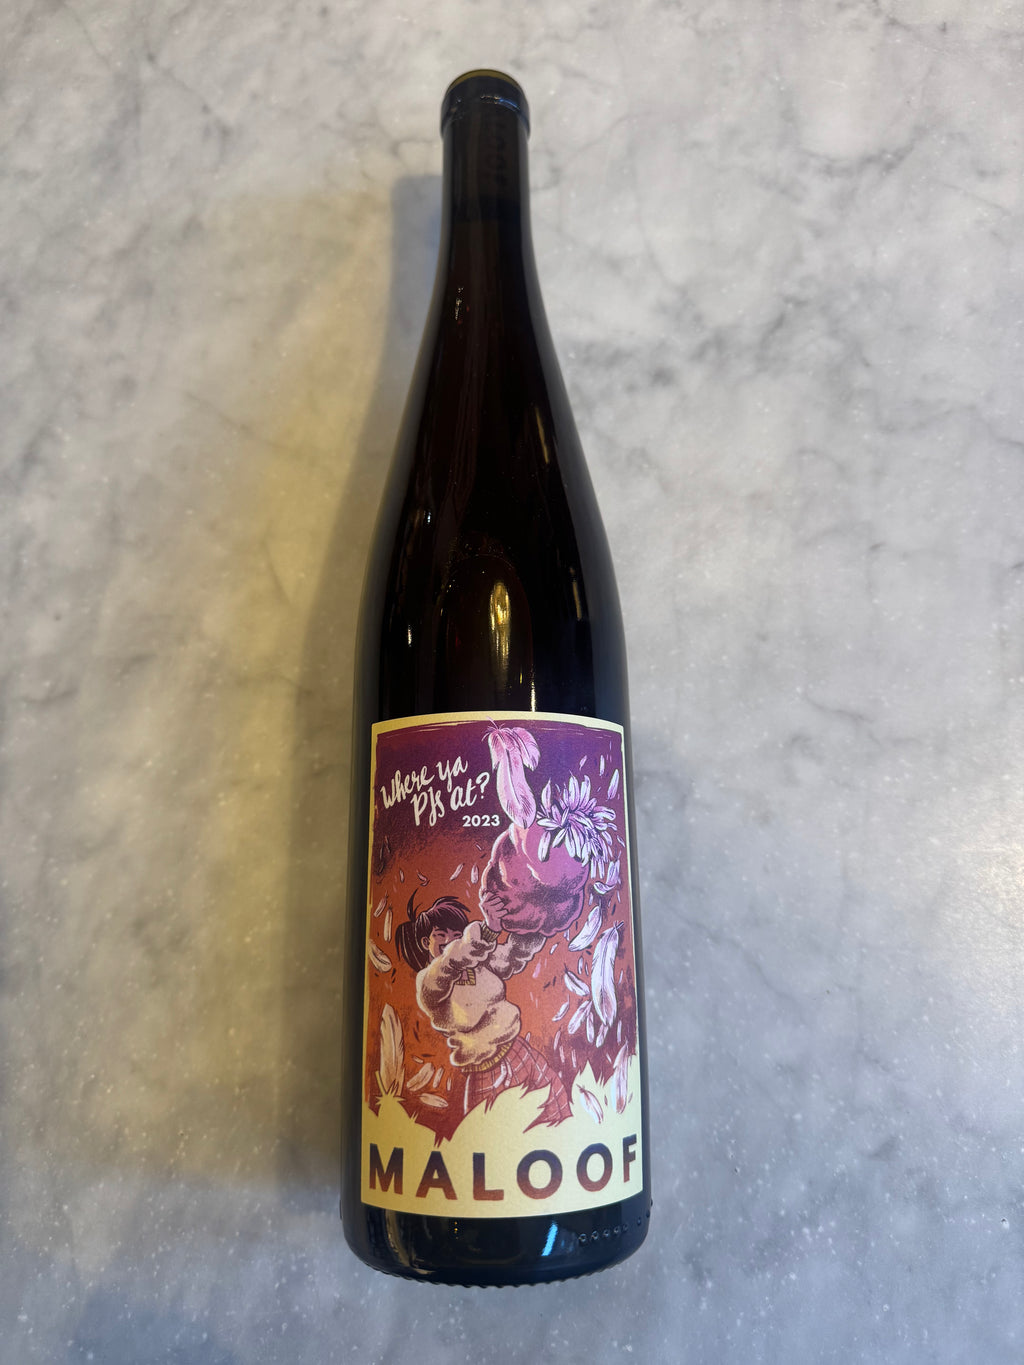 Where ya
PJs at?
2023
MALOOF